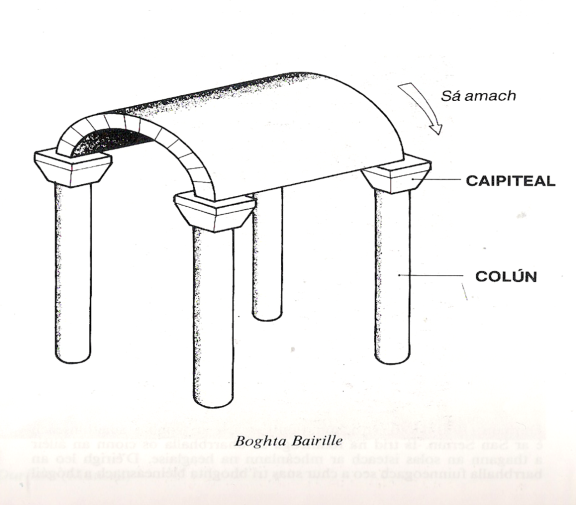 Sá amach
CAIPITEAL
COLÚN
Boghta Bairille